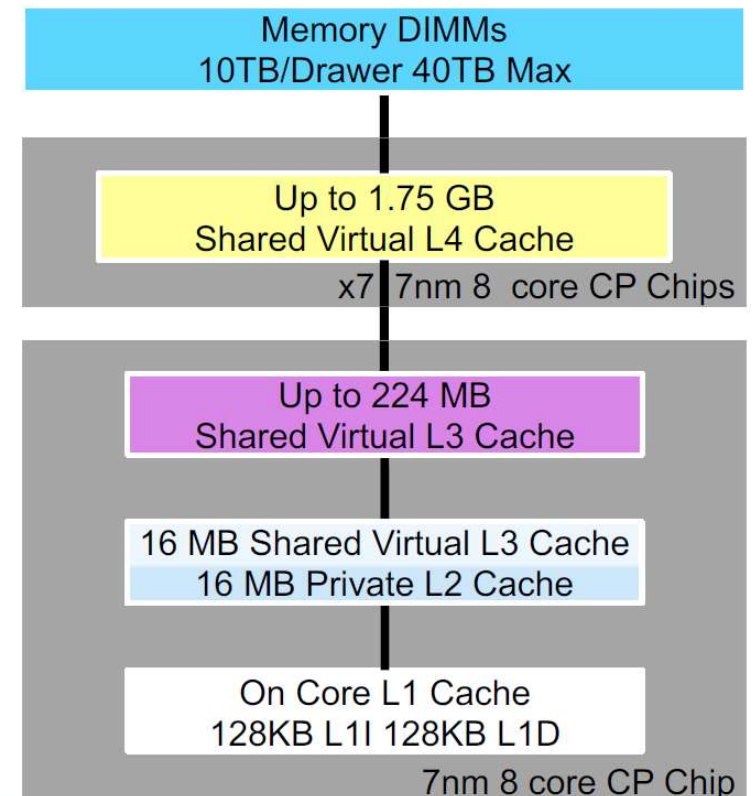 Memory DIMMs
10TB/Drawer 40TB Max
Up to 1.75 GB
Shared Virtual L4 Cache
x7 7nm 8 core CP Chips
Up to 224 MB
Shared Virtual L3 Cache
16 MB Shared Virtual L3 Cache
16 MB Private L2 Cache
On Core L1 Cache
128KB L1I 128KB L1D
7nm 8 core CP Chip